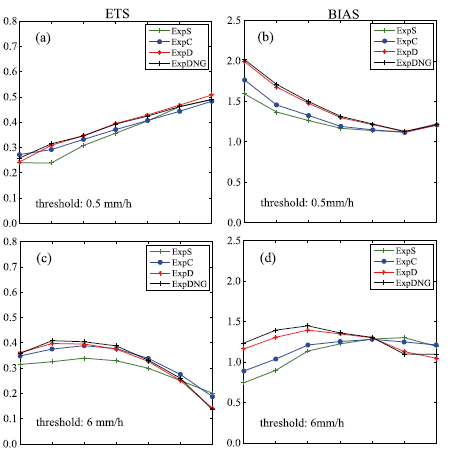 ETS
BIAS
0.8
0.7
0.6
0.5
0.4
0.3
0.2
0.1
0.0
(a)
ExpS
ExpC
ExpD
ExpDNG
threshold: 0.5 mm/h
2.5
2.0
1.5
1.0
0.5
0.0
(b)
ExpS
ExpC
ExpD
ExpDNG
threshold: 0.5mm/h
0.8
0.7
0.6
0.5
0.4
0.3
0.2
0.1
0.0
(c)
ExpS
ExpC
ExpD
ExpDNG
threshold: 6 mm/h
2.5
2.0
1.5
1.0
0.5
0.0
(d)
ExpS
ExpC
ExpD
ExpDNG
threshold: 6mm/h